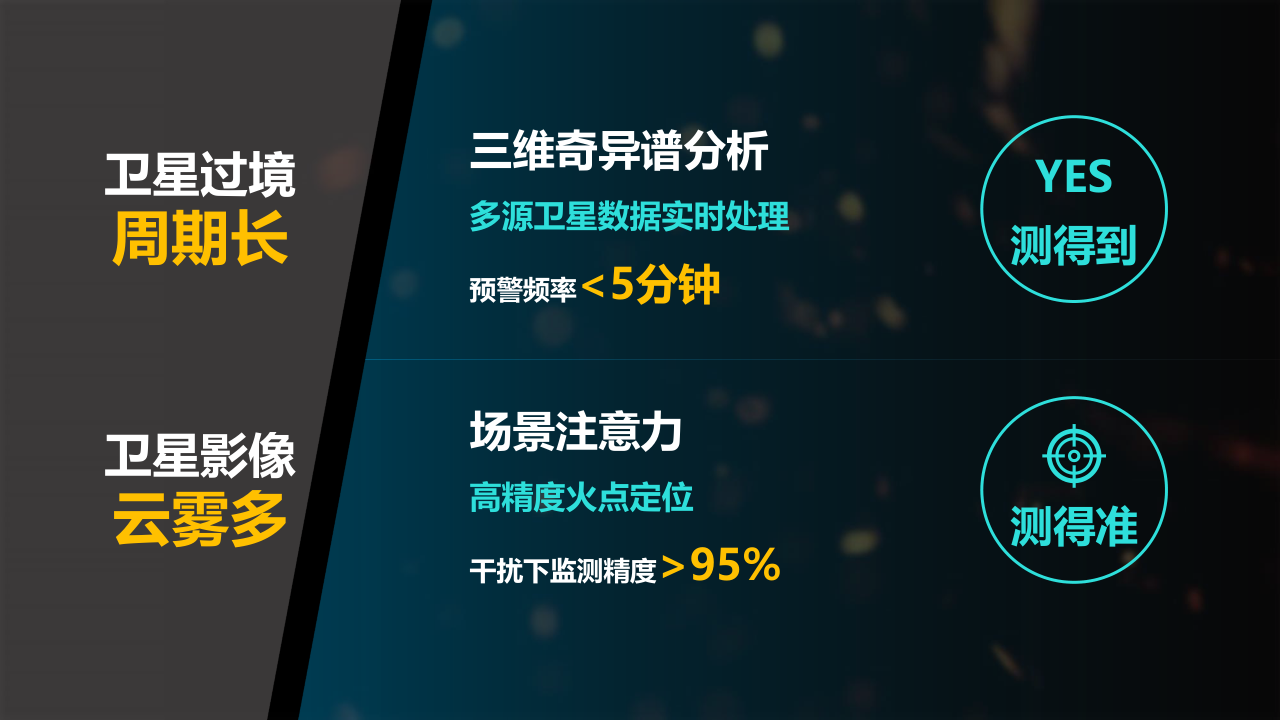 卫星过境
周期长
三维奇异谱分析
多源卫星数据实时处理
预警频率<5分钟
YES
测得到
卫星影像
云雾多
场景注意力
高精度火点定位
干扰下监测精度>95%
测得准